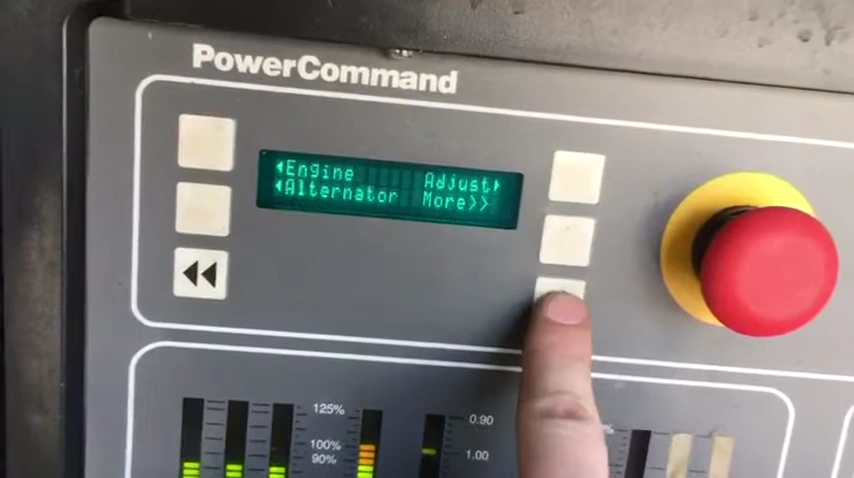 PowerCommand
◂Engine Adjust▸
◂Alternator More>>
125%
100%
90%
0.90
1.00
%